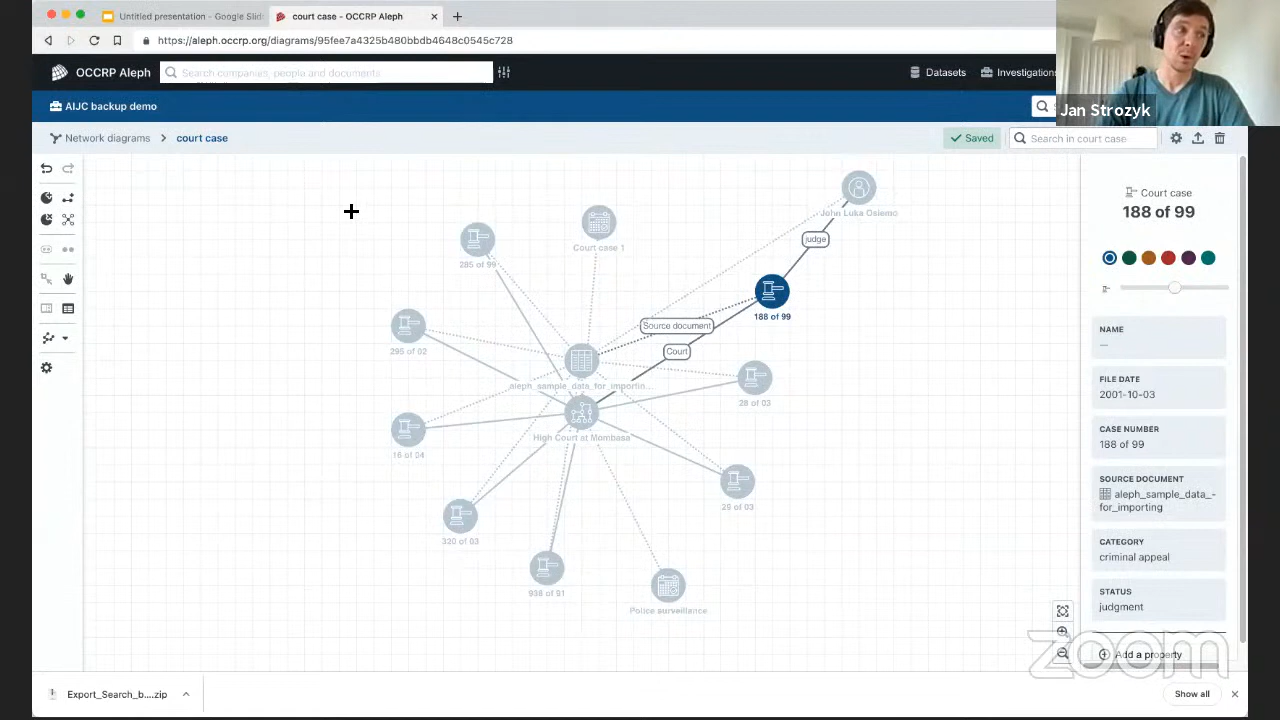 Untitled presentation - Google Slid
court case - OCCRP Aleph
https://aleph.occrp.org/diagrams/95fee7a4325b480bbdb4648c0545c728
OCCRP Aleph
Search companies, people and documents
Datasets
Investigations
Jan Strozyk
AIJC backup demo
Network diagrams
court case
Saved
Search in court case
Court case
188 of 99
John Luka Osiemo
judge
Court case 1
285 of 99
188 of 99
Source document
Court
295 of 02
aleph_sample_data_for_importin...
28 of 03
High Court at Mombasa
16 of 04
29 of 03
320 of 03
938 of 91
Police surveillance
NAME
—
FILE DATE
2001-10-03
CASE NUMBER
188 of 99
SOURCE DOCUMENT
aleph_sample_data_-
for_importing
CATEGORY
criminal appeal
STATUS
judgment
Add a property
zoom
Export_Search_b....zip
Show all